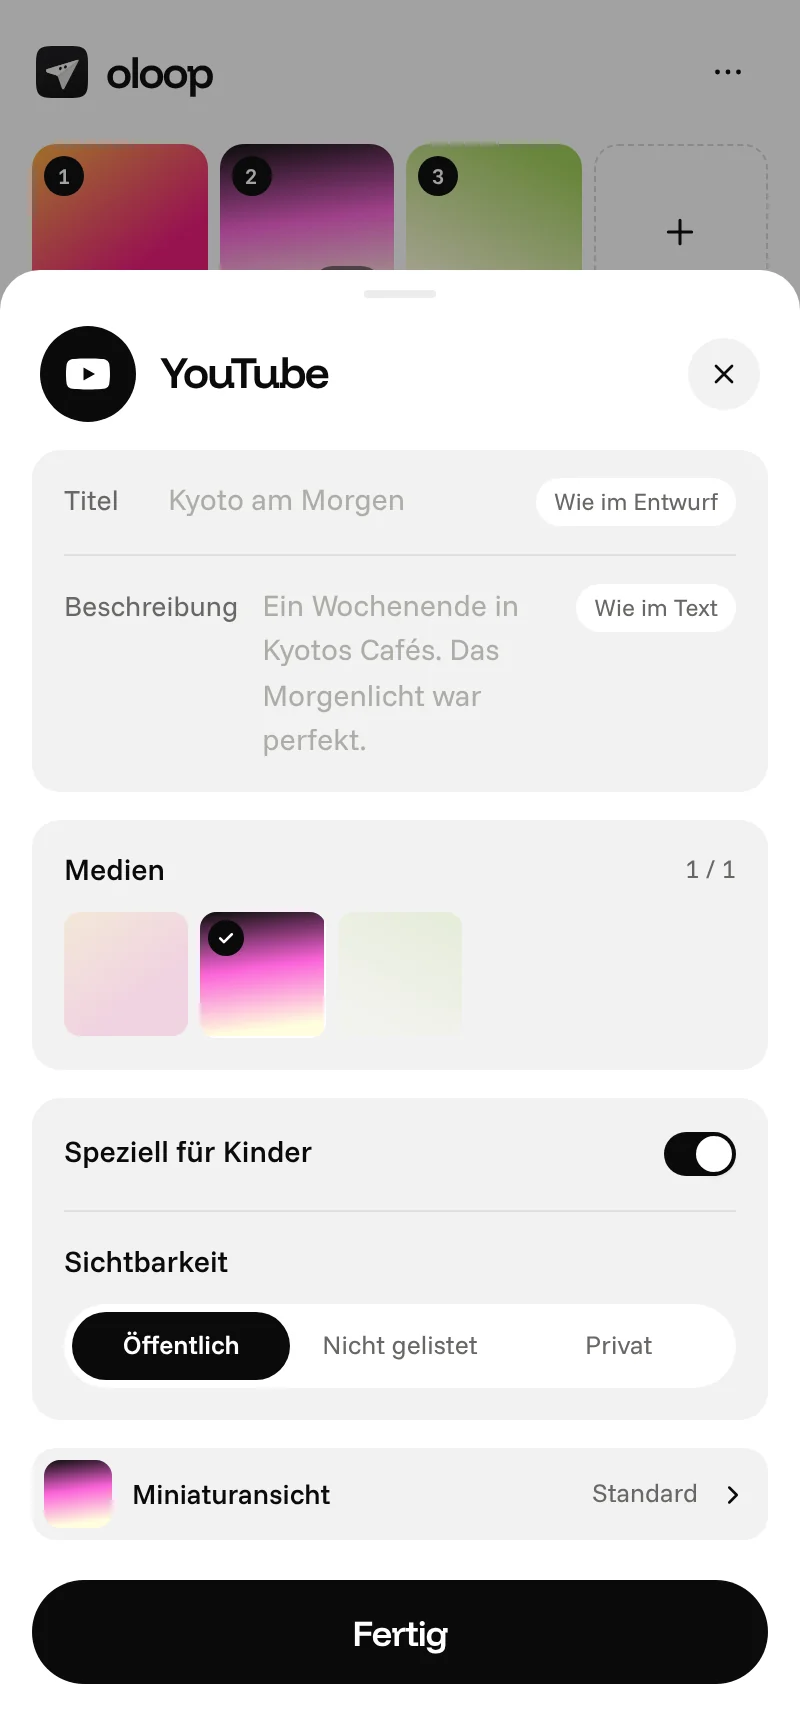 oloop
1
2
3
YouTube
Titel
Kyoto am Morgen
Wie im Entwurf
Beschreibung
Ein Wochenende in
Kyotos Cafés. Das
Morgenlicht war
perfekt.
Wie im Text
Medien
1 / 1
Speziell für Kinder
Sichtbarkeit
Öffentlich
Nicht gelistet
Privat
Miniaturansicht
Standard
Fertig